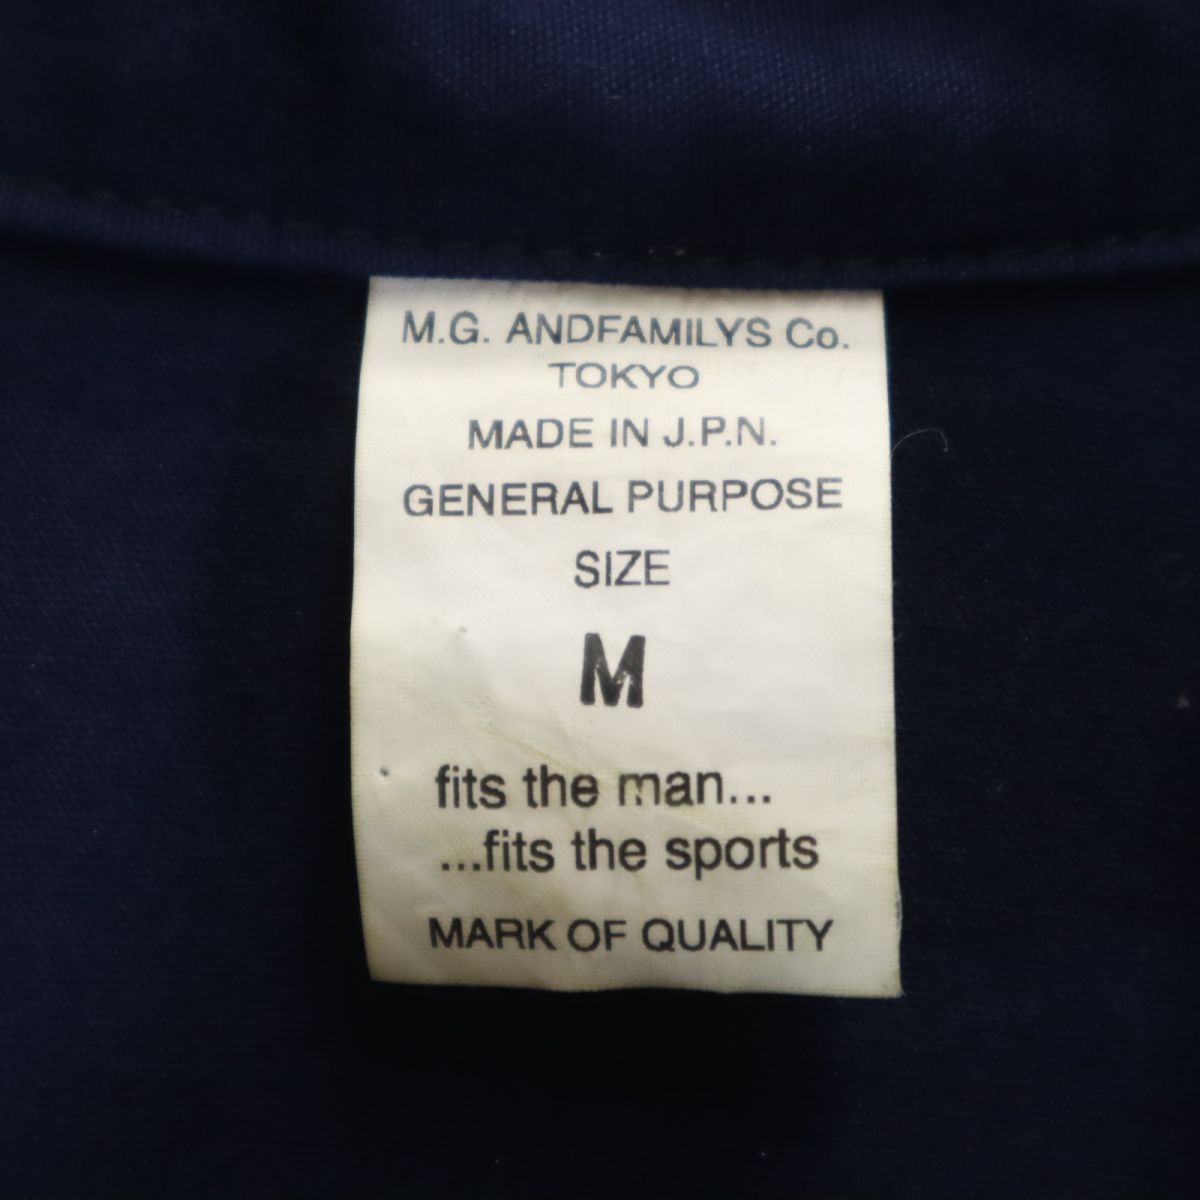 M.G. ANDFAMILYS Co.
TOKYO
MADE IN J.P.N.
GENERAL PURPOSE
SIZE
M
fits the man...
...fits the sports
MARK OF QUALITY